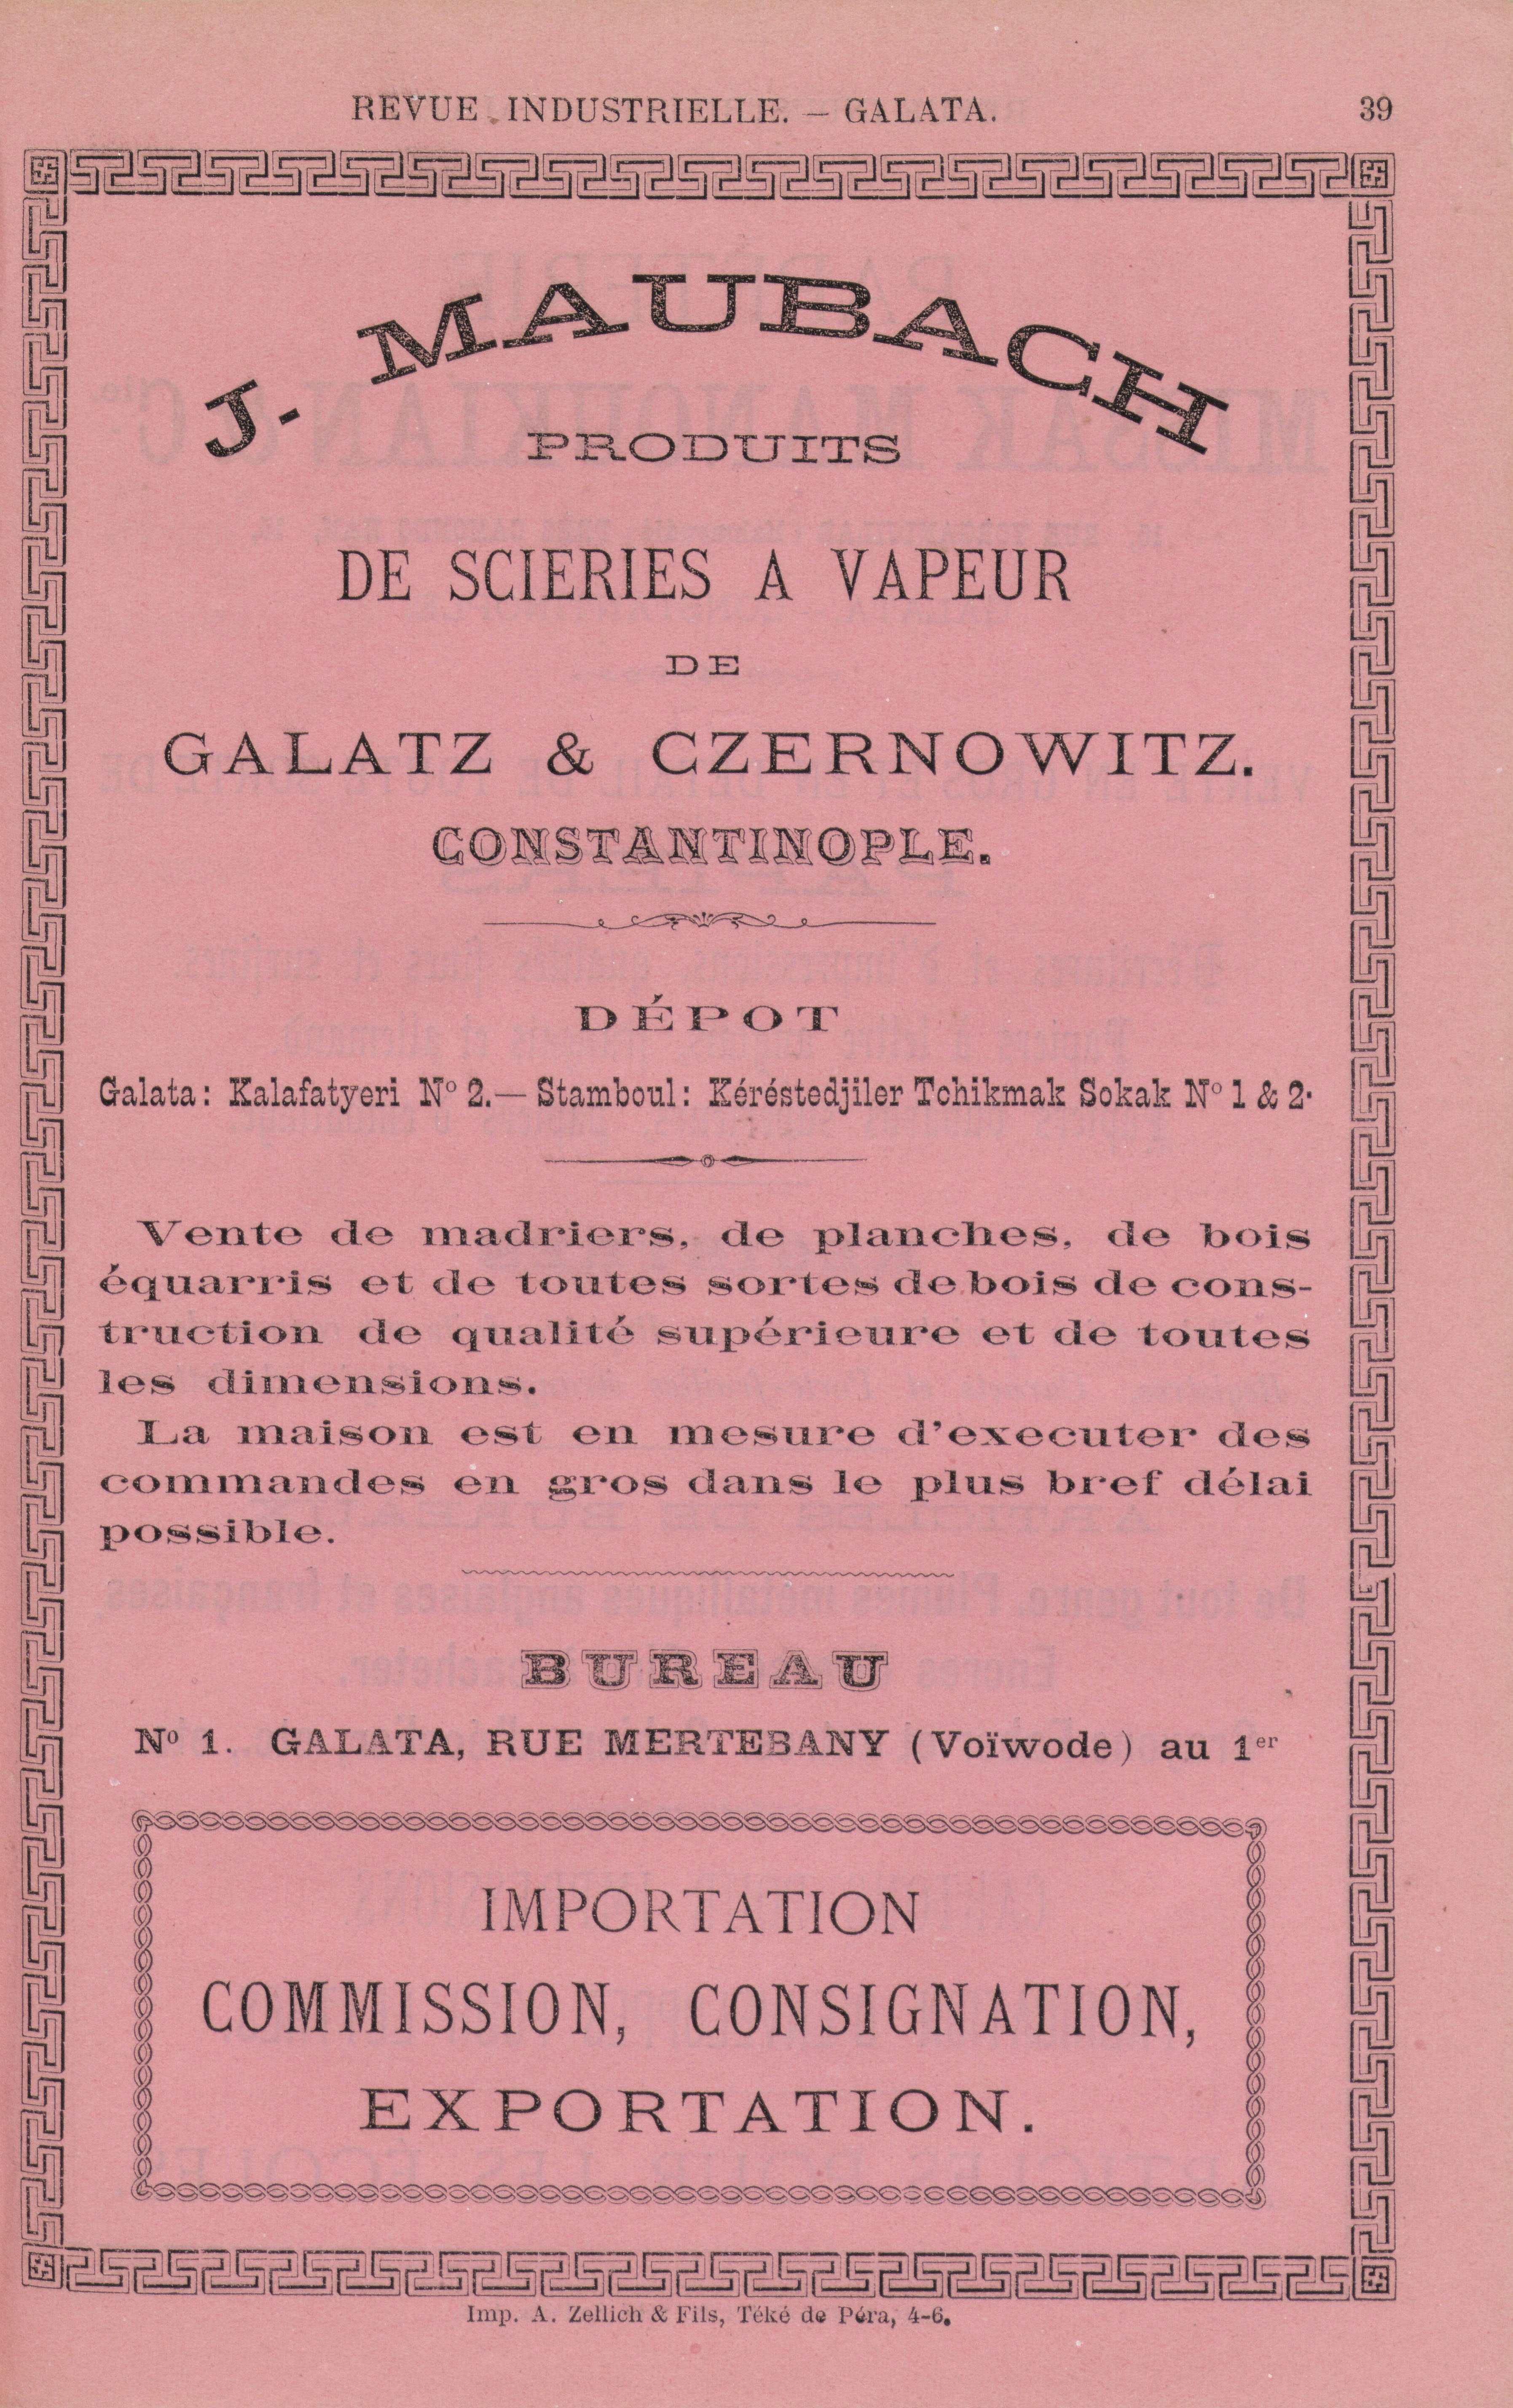 REVUE INDUSTRIELLE. — GALATA. 39
J. MAUBACH
PRODUITS
DE SCIERIES A VAPEUR
DE
GALATZ & CZERNOWITZ.
CONSTANTINOPLE.
DÉPOT
Galata: Kalafatyeri Nº 2.— Stamboul: Kéréstedjiler Tchikmak Sokak Nº 1 & 2.
Vente de madriers, de planches, de bois
équarris et de toutes sortes de bois de cons-
truction de qualité supérieure et de toutes
les dimensions.
La maison est en mesure d'executer des
commandes en gros dans le plus bref délai
possible.
BUREAU
Nº 1. GALATA, RUE MERTEBANY (Voïwode) au 1er
IMPORTATION
COMMISSION, CONSIGNATION,
EXPORTATION.
Imp. A. Zellich & Fils, Téké de Péra, 4-6.